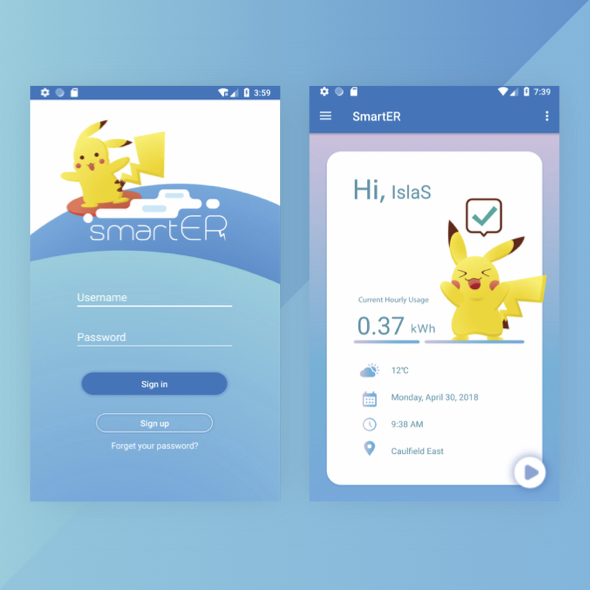 3:59
smartER
Username
Password
Sign in
Sign up
Forget your password?
7:39
SmartER
Hi, IslaS
Current Hourly Usage
0.37 kWh
12°C
Monday, April 30, 2018
9:38 AM
Caulfield East